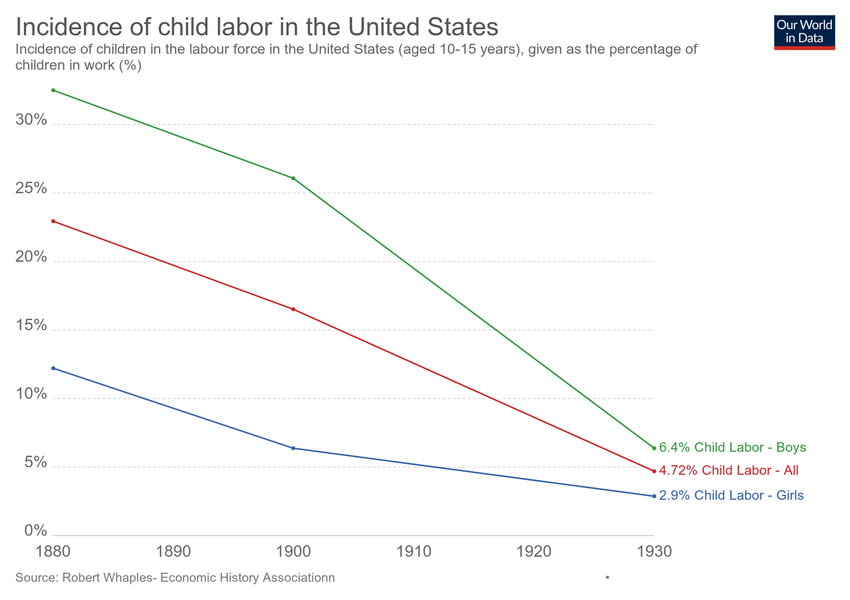 Incidence of child labor in the United States
Our World
in Data
Incidence of children in the labour force in the United States (aged 10-15 years), given as the percentage of
children in work (%)
30%
25%
20%
15%
10%
5%
0%
6.4% Child Labor - Boys
4.72% Child Labor - All
2.9% Child Labor - Girls
1880 1890 1900 1910 1920 1930
Source: Robert Whaples- Economic History Associationn